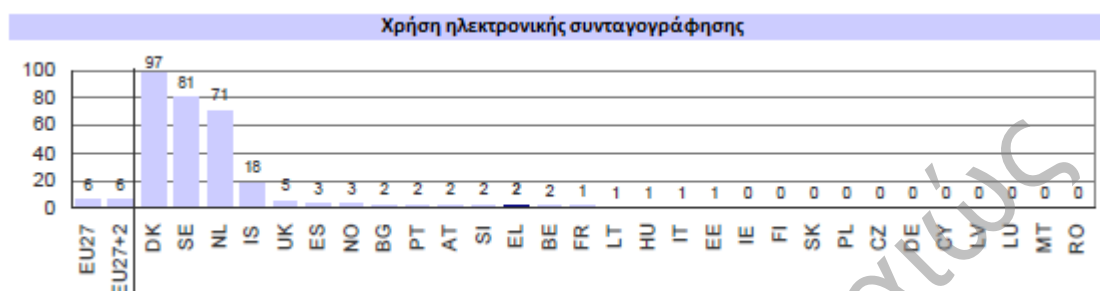 Χρήση ηλεκτρονικής συνταγογράφησης
100
80
60
40
20
0
6 6 97 81 71 18 5 3 3 2 2 2 2 2 2 1 1 1 1 1 0 0 0 0 0 0 0 0 0 0 0
EU27 EU27+2 DK SE NL IS UK ES NO BG PT AT SI EL BE FR LT HU IT EE IE FI SK PL CZ DE CY LV LU MT RO